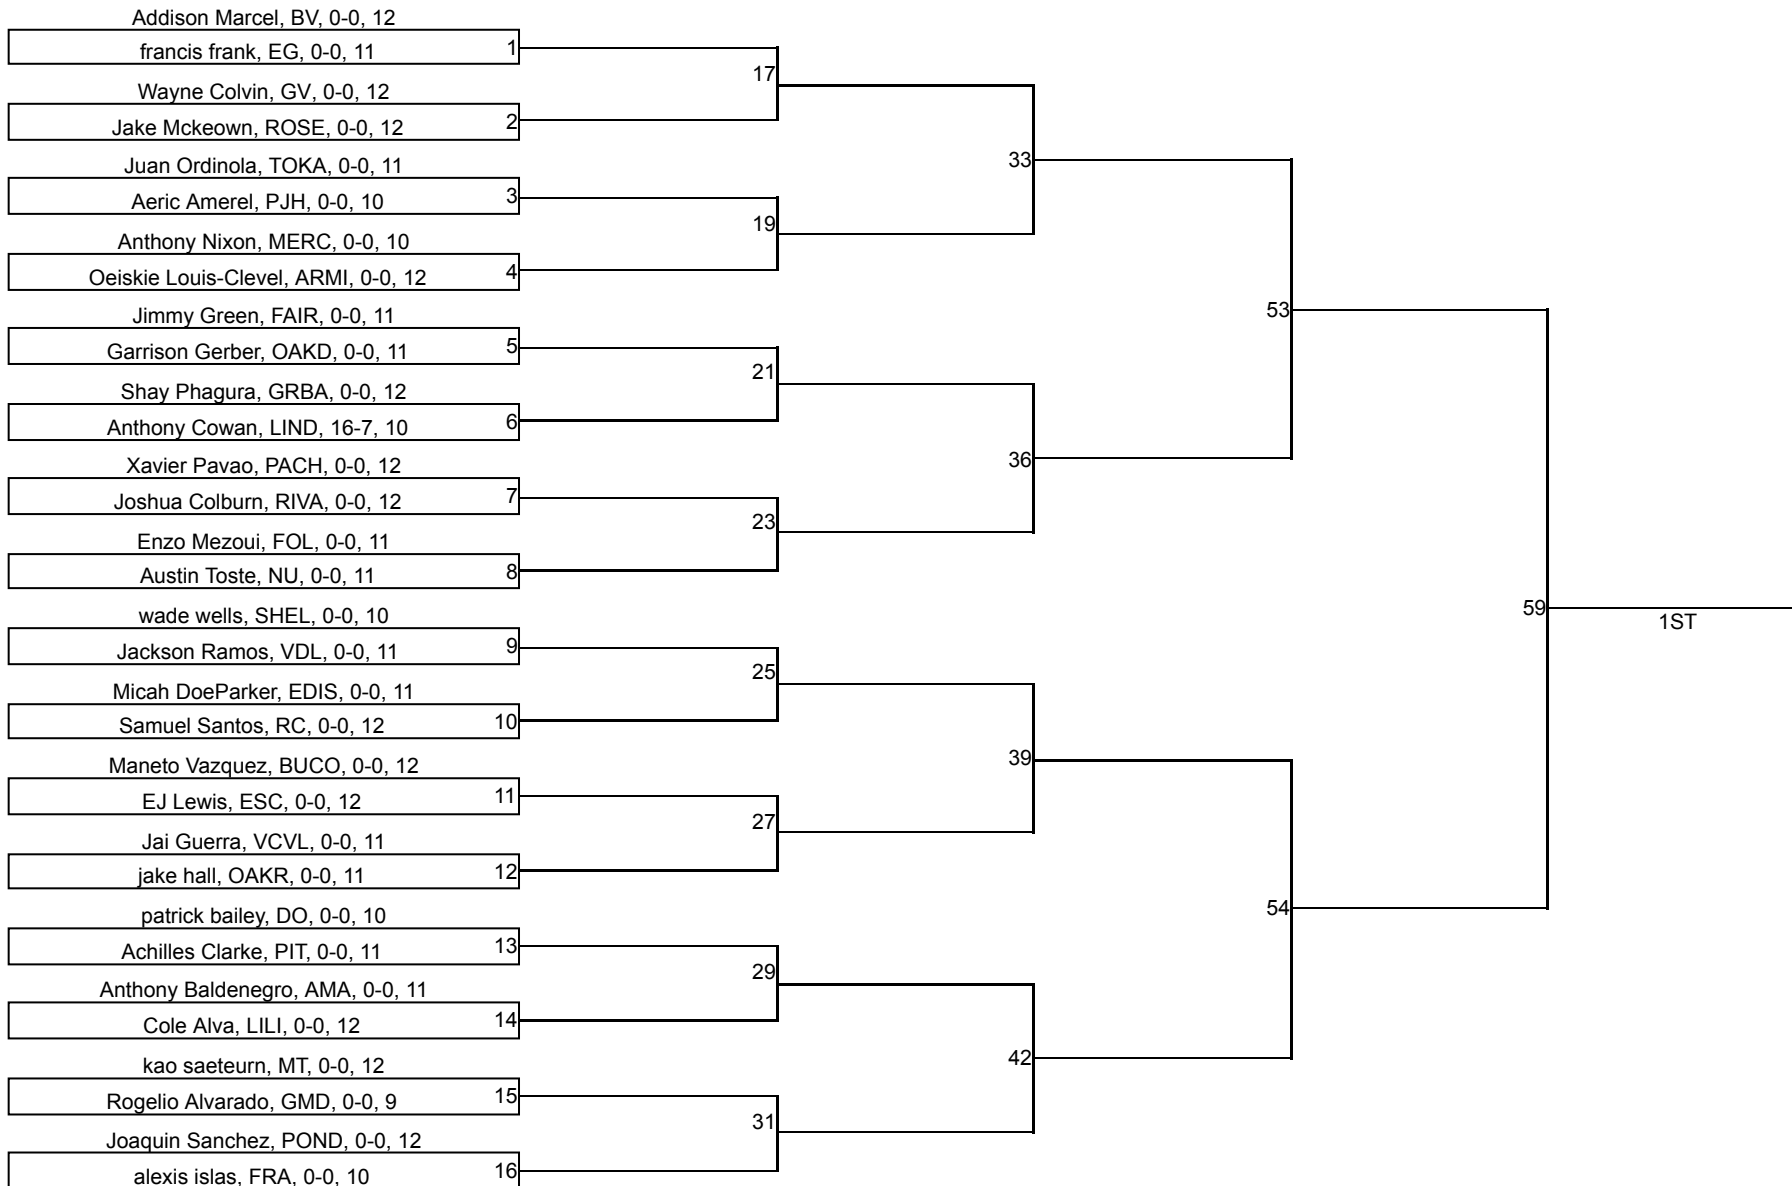 Addison Marcel, BV, 0-0, 12
francis frank, EG, 0-0, 11
1
17
Wayne Colvin, GV, 0-0, 12
Jake Mckeown, ROSE, 0-0, 12
2
33
Juan Ordinola, TOKA, 0-0, 11
Aeric Amerel, PJH, 0-0, 10
3
19
Anthony Nixon, MERC, 0-0, 10
Oeiskie Louis-Clevel, ARMI, 0-0, 12
4
53
Jimmy Green, FAIR, 0-0, 11
Garrison Gerber, OAKD, 0-0, 11
5
21
Shay Phagura, GRBA, 0-0, 12
Anthony Cowan, LIND, 16-7, 10
6
36
Xavier Pavao, PACH, 0-0, 12
Joshua Colburn, RIVA, 0-0, 12
7
23
Enzo Mezoui, FOL, 0-0, 11
Austin Toste, NU, 0-0, 11
8
59
1ST
wade wells, SHEL, 0-0, 10
Jackson Ramos, VDL, 0-0, 11
9
25
Micah DoeParker, EDIS, 0-0, 11
Samuel Santos, RC, 0-0, 12
10
39
Maneto Vazquez, BUCO, 0-0, 12
EJ Lewis, ESC, 0-0, 12
11
27
Jai Guerra, VCVL, 0-0, 11
jake hall, OAKR, 0-0, 11
12
54
patrick bailey, DO, 0-0, 10
Achilles Clarke, PIT, 0-0, 11
13
29
Anthony Baldenegro, AMA, 0-0, 11
Cole Alva, LILI, 0-0, 12
14
42
kao saeteurn, MT, 0-0, 12
Rogelio Alvarado, GMD, 0-0, 9
15
31
Joaquin Sanchez, POND, 0-0, 12
alexis islas, FRA, 0-0, 10
16